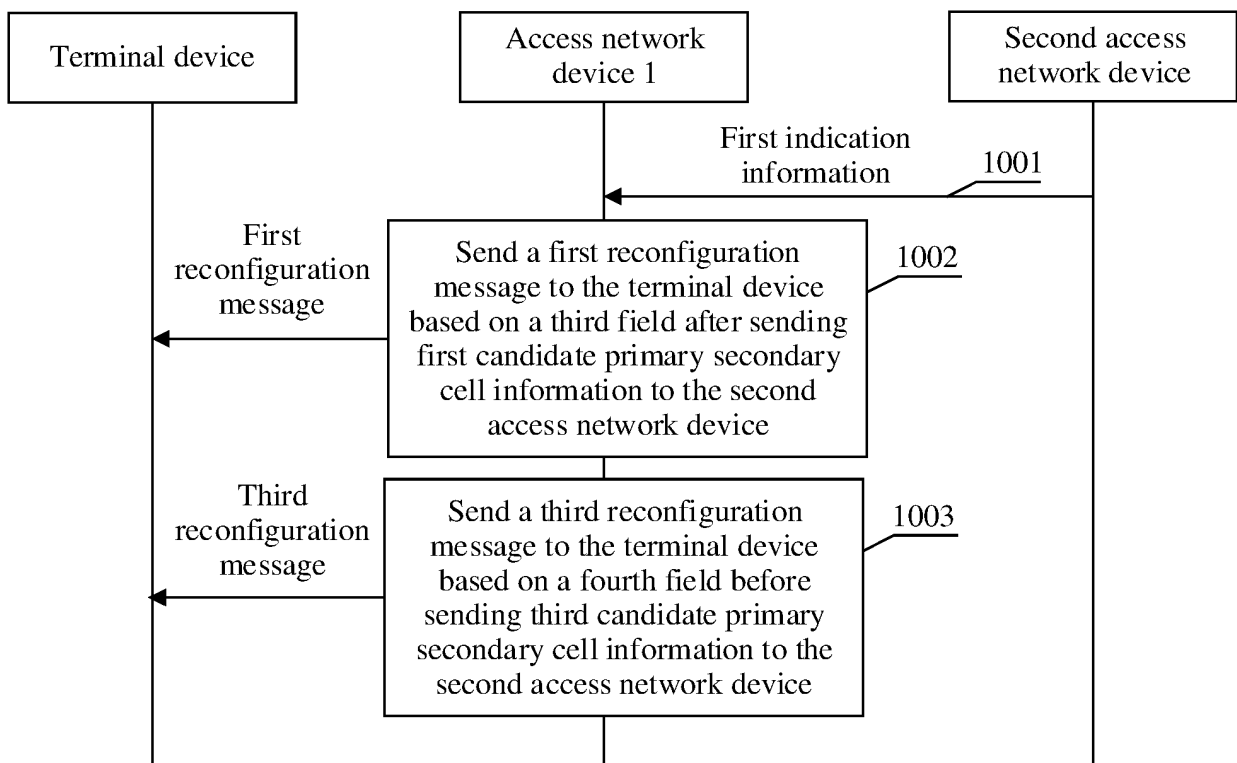 Terminal device
Access network
device 1
Second access
network device
First indication
information
1001
First
reconfiguration
message
Send a first reconfiguration
message to the terminal device
based on a third field after sending
first candidate primary secondary
cell information to the second
access network device
1002
Third
reconfiguration
message
Send a third reconfiguration
message to the terminal device
based on a fourth field before
sending third candidate primary
secondary cell information to the
second access network device
1003